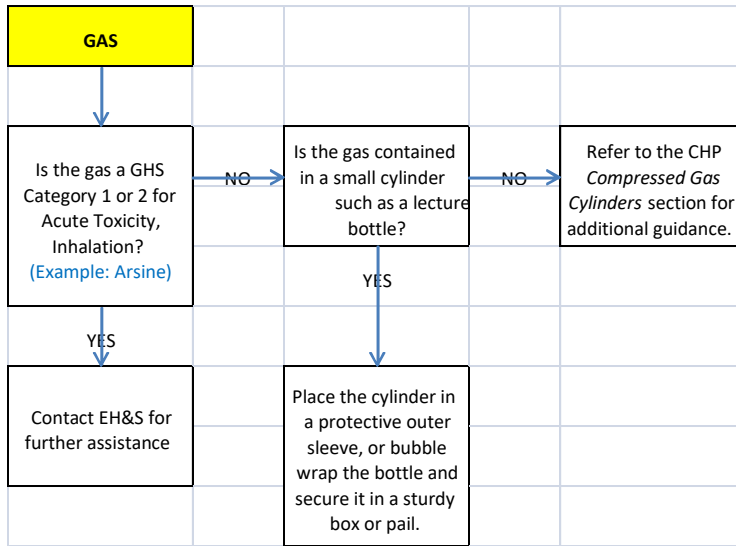 GAS
Is the gas a GHS
Category 1 or 2 for
Acute Toxicity,
Inhalation?
(Example: Arsine)
NO
Is the gas contained
in a small cylinder
such as a lecture
bottle?
NO
Refer to the CHP
Compressed Gas
Cylinders section for
additional guidance.
YES
YES
Contact EH&S for
further assistance
Place the cylinder in
a protective outer
sleeve, or bubble
wrap the bottle and
secure it in a sturdy
box or pail.